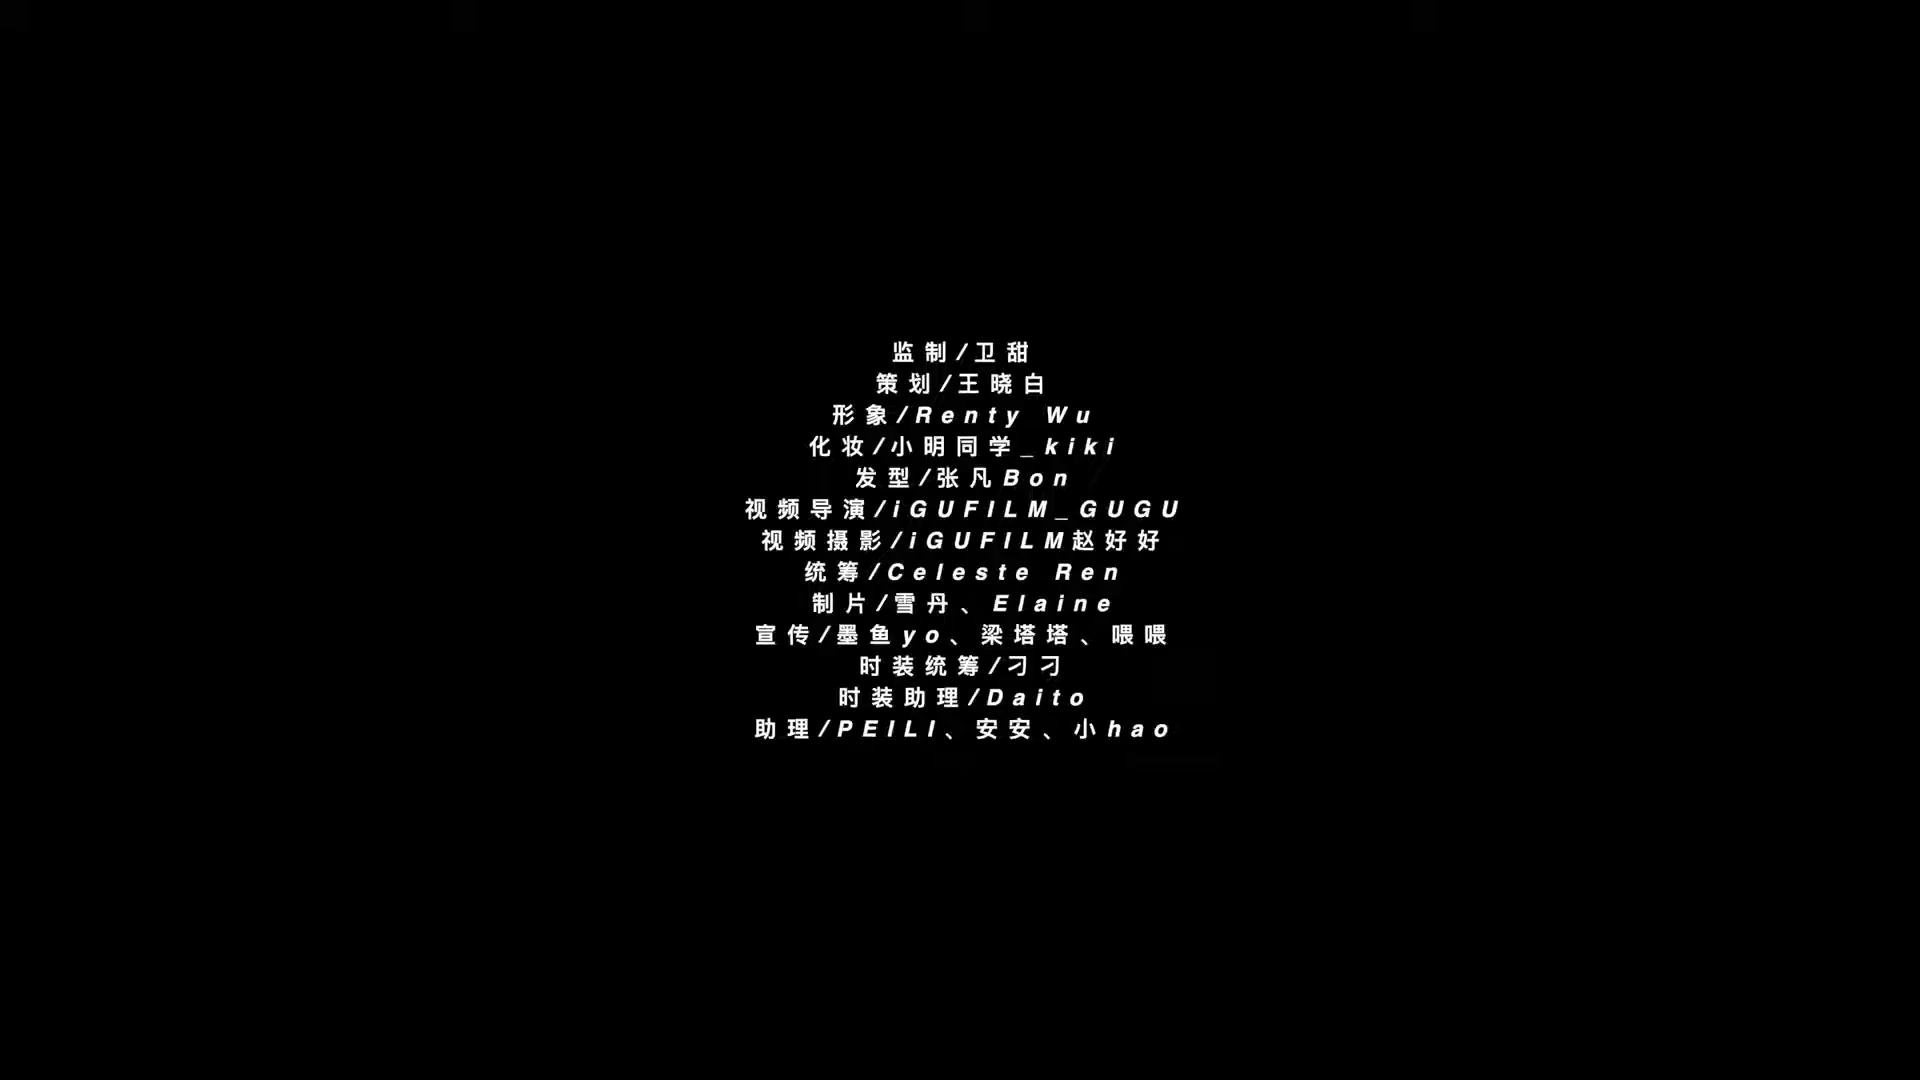 监制/卫甜
策划/王晓白
形象/Renty Wu
化妆/小明同学_kiki
发型/张凡Bon
视频导演/iGUFILM_GUGU
视频摄影/iGUFILM赵好好
统筹/Celeste Ren
制片/雪丹、Elaine
宣传/墨鱼yo、梁塔塔、喂喂
时装统筹/刁刁
时装助理/Daito
助理/PEILI、安安、小hao